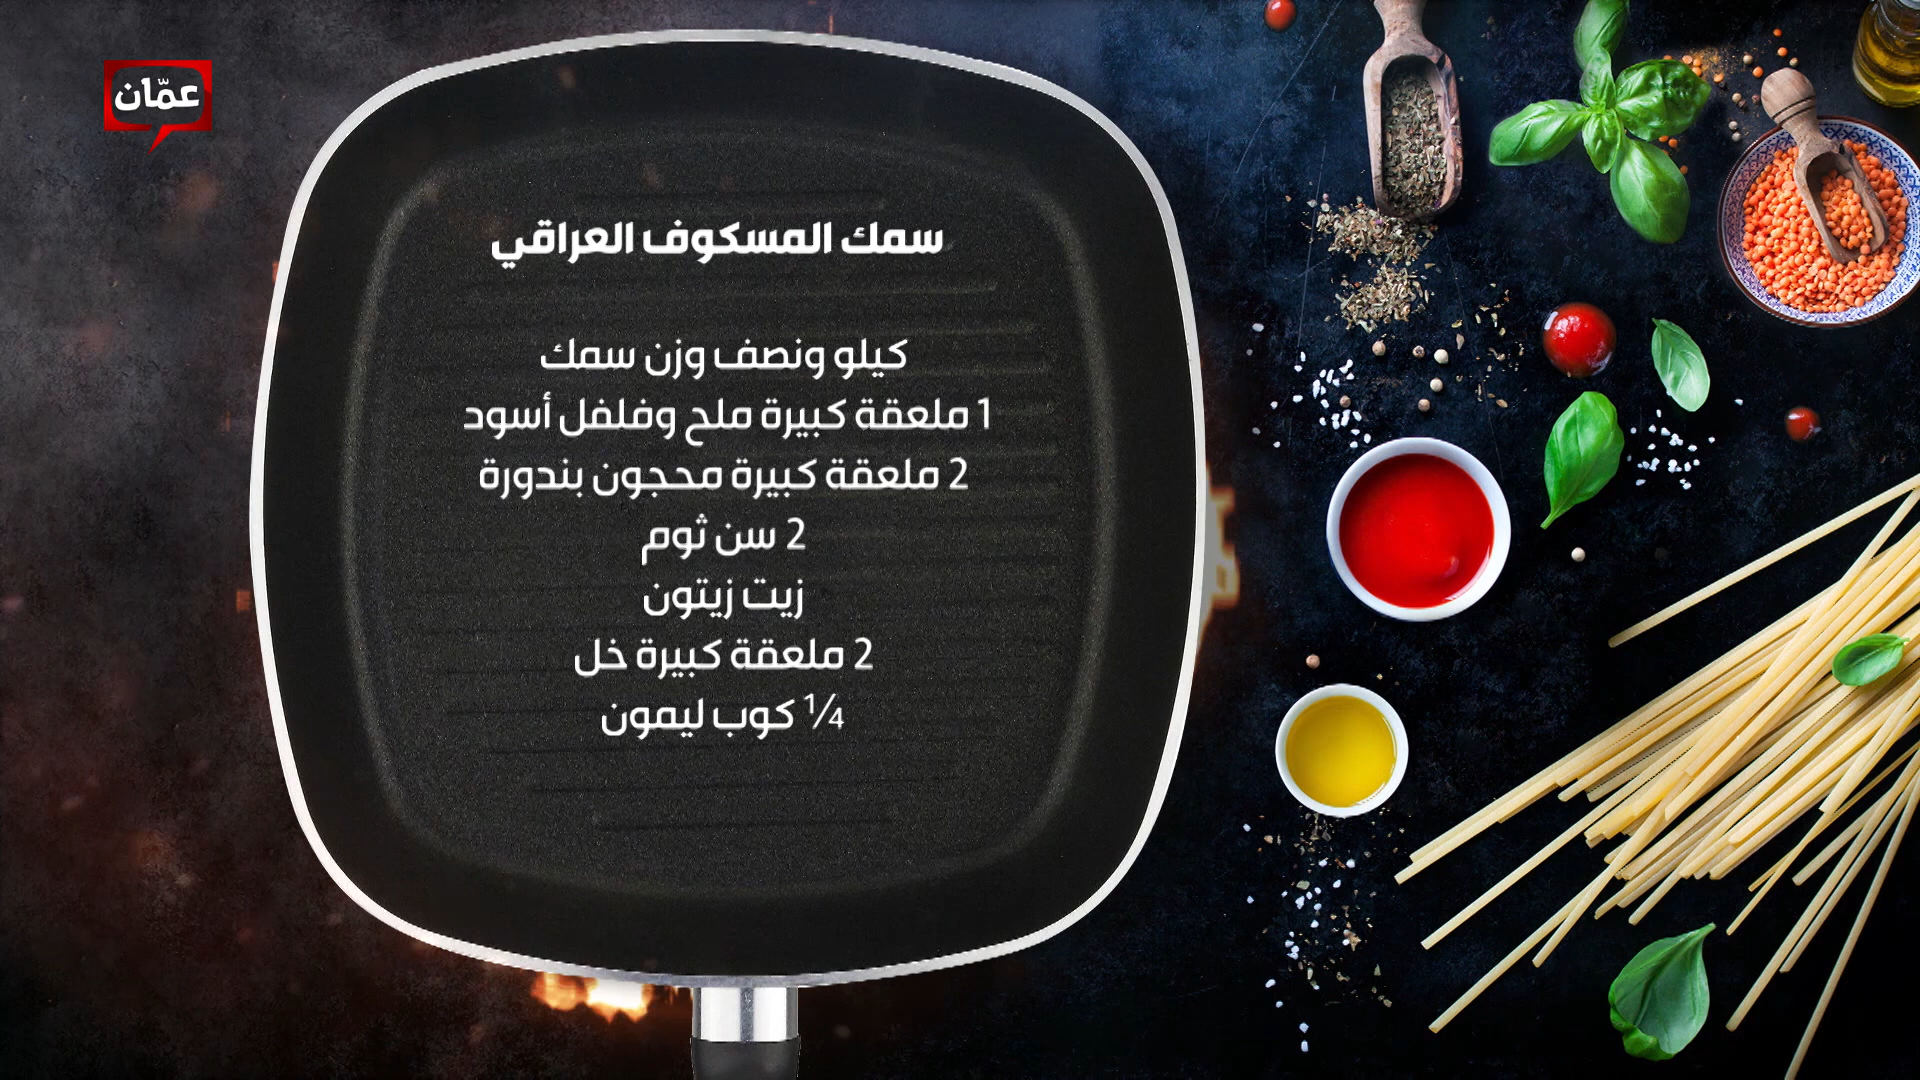 عمّان
سمك المسكوف العراقي
كيلو ونصف وزن سمك
1 ملعقة كبيرة ملح وفلفل أسود
2 ملعقة كبيرة محجون بندورة
2 سن ثوم
زيت زيتون
2 ملعقة كبيرة خل
¼ كوب ليمون